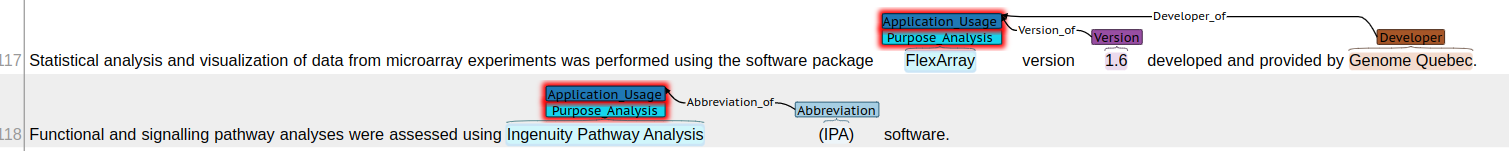 Application_Usage Developer_of
Purpose_Analysis Version_of Version Developer
117 Statistical analysis and visualization of data from microarray experiments was performed using the software package FlexArray version 1.6 developed and provided by Genome Quebec.
Application_Usage Abbreviation_of
Purpose_Analysis Abbreviation
118 Functional and signalling pathway analyses were assessed using Ingenuity Pathway Analysis (IPA) software.